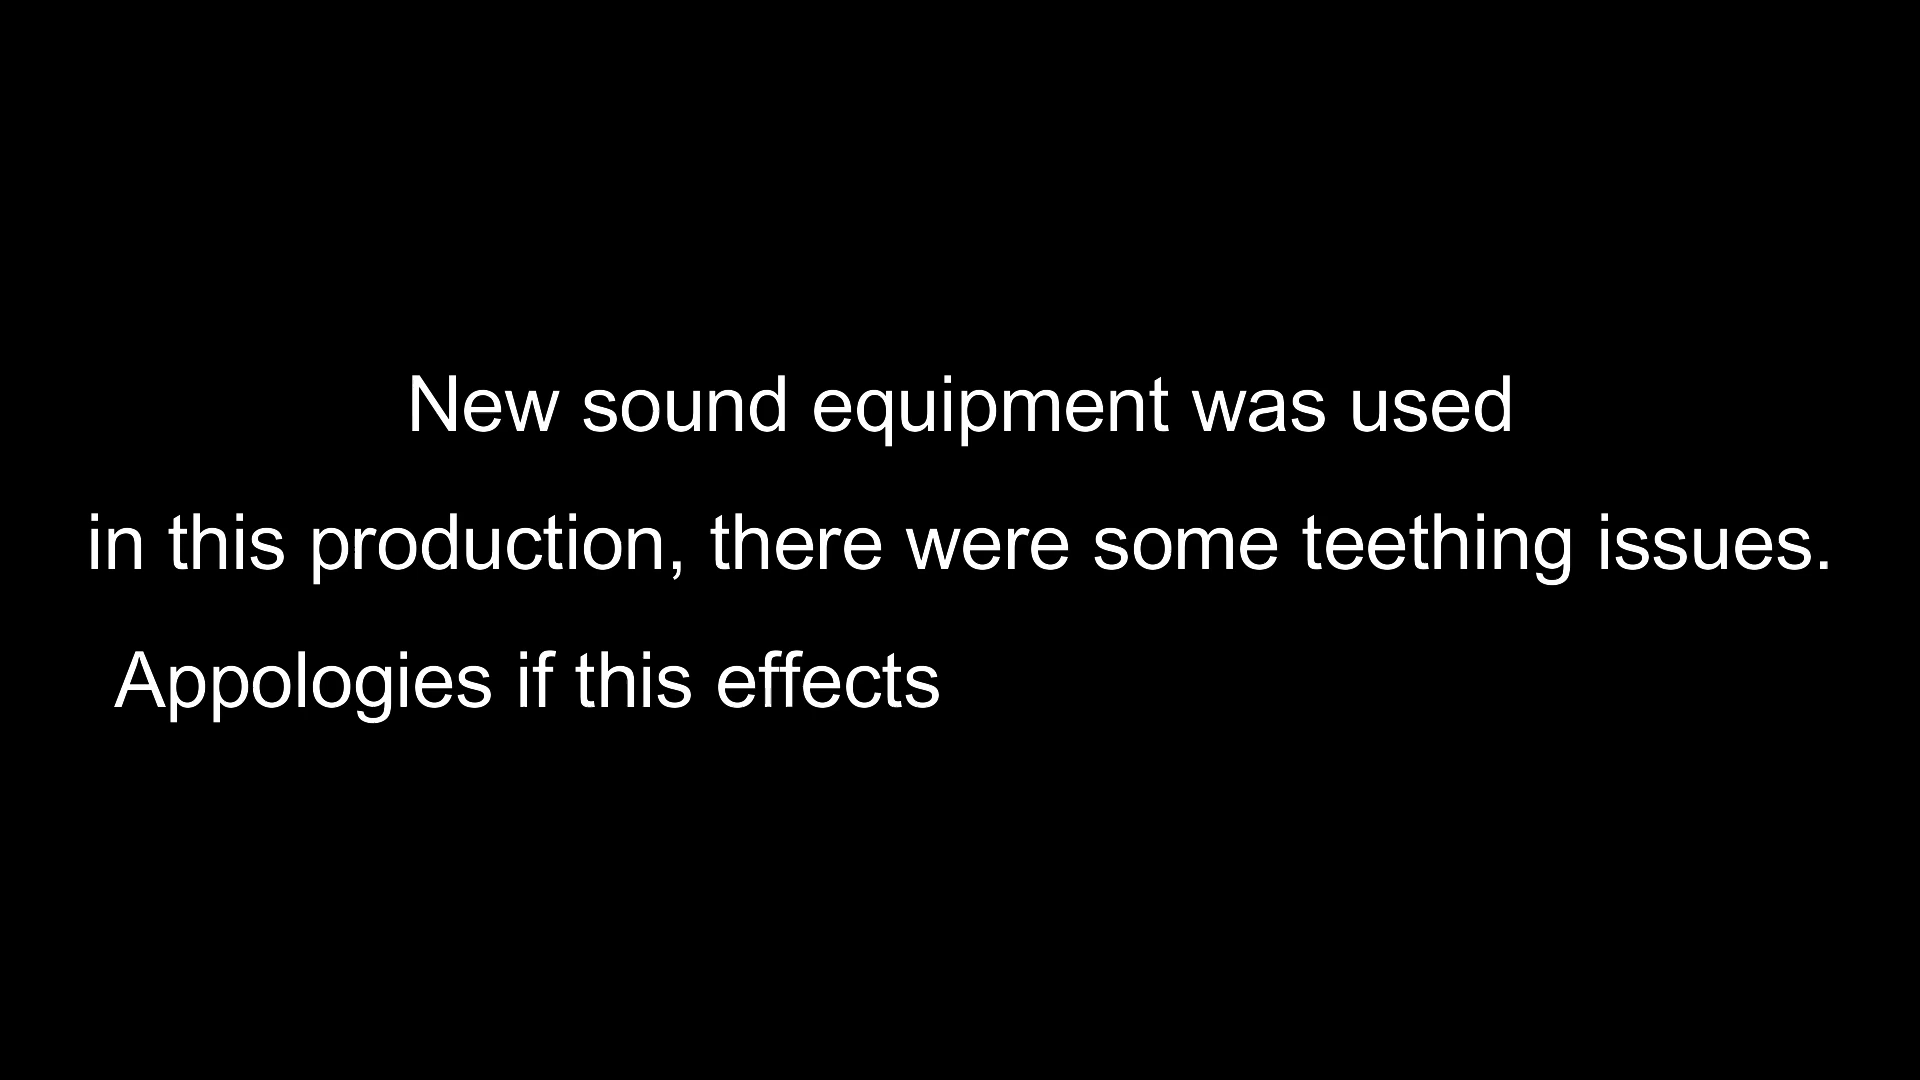 New sound equipment was used
in this production, there were some teething issues.
Appologies if this effects